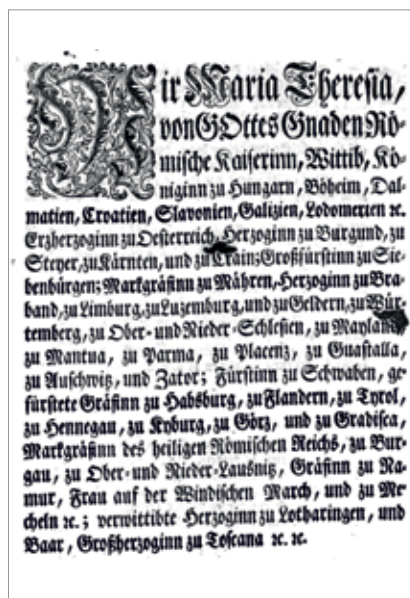 Wir Maria Theresia,
von GOttes Gnaden Rö-
mische Kaiserinn, Wittib, Kö-
niginn zu Hungarn, Böheim, Dal-
matien, Croatien, Slavonien, Galizien, Lodomerien ꝛc.
Erzherzoginn zu Oesterreich, Herzoginn zu Burgund, zu
Steyer, zu Kärnten, und zu Crain; Großfürstinn zu Sie-
benbürgen; Markgräfinn zu Mähren, Herzoginn zu Bra-
band, zu Limburg, zu Luzemburg, und zu Geldern, zu Wür-
temberg, zu Ober- und Nieder-Schlesien, zu Mayland,
zu Mantua, zu Parma, zu Placenz, zu Guastalla,
zu Auschwitz, und Zator; Fürstinn zu Schwaben, ge-
fürstete Gräfinn zu Habsburg, zu Flandern, zu Tyrol,
zu Hennegau, zu Kyburg, zu Görz, und zu Gradisca,
Markgräfinn des heiligen Römischen Reichs, zu Bur-
gau, zu Ober- und Nieder-Lausnitz, Gräfinn zu Na-
mur, Frau auf der Windischen March, und zu Me-
cheln ꝛc.; verwittibte Herzoginn zu Lotharingen, und
Baar, Großherzoginn zu Toscana ꝛc. ꝛc.